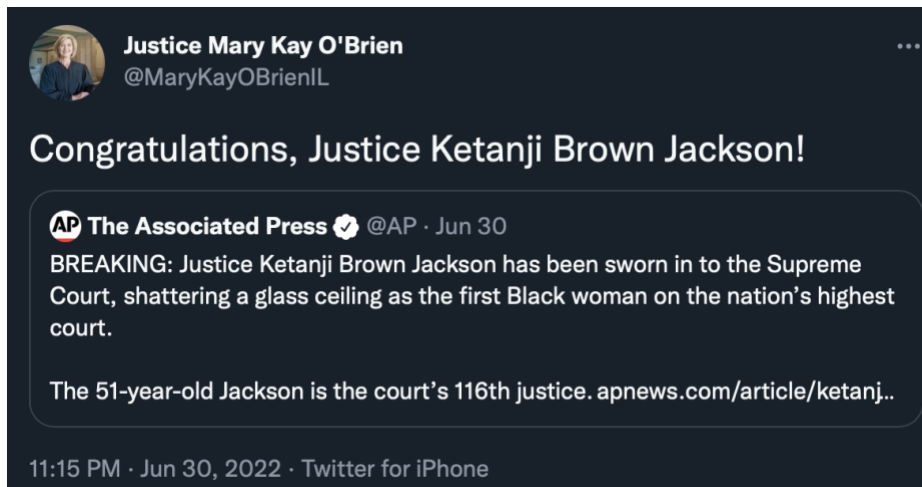 Justice Mary Kay O'Brien
@MaryKayOBrienIL
Congratulations, Justice Ketanji Brown Jackson!
AP The Associated Press @AP · Jun 30
BREAKING: Justice Ketanji Brown Jackson has been sworn in to the Supreme
Court, shattering a glass ceiling as the first Black woman on the nation's highest
court.
The 51-year-old Jackson is the court's 116th justice. apnews.com/article/ketanj...
11:15 PM · Jun 30, 2022 · Twitter for iPhone